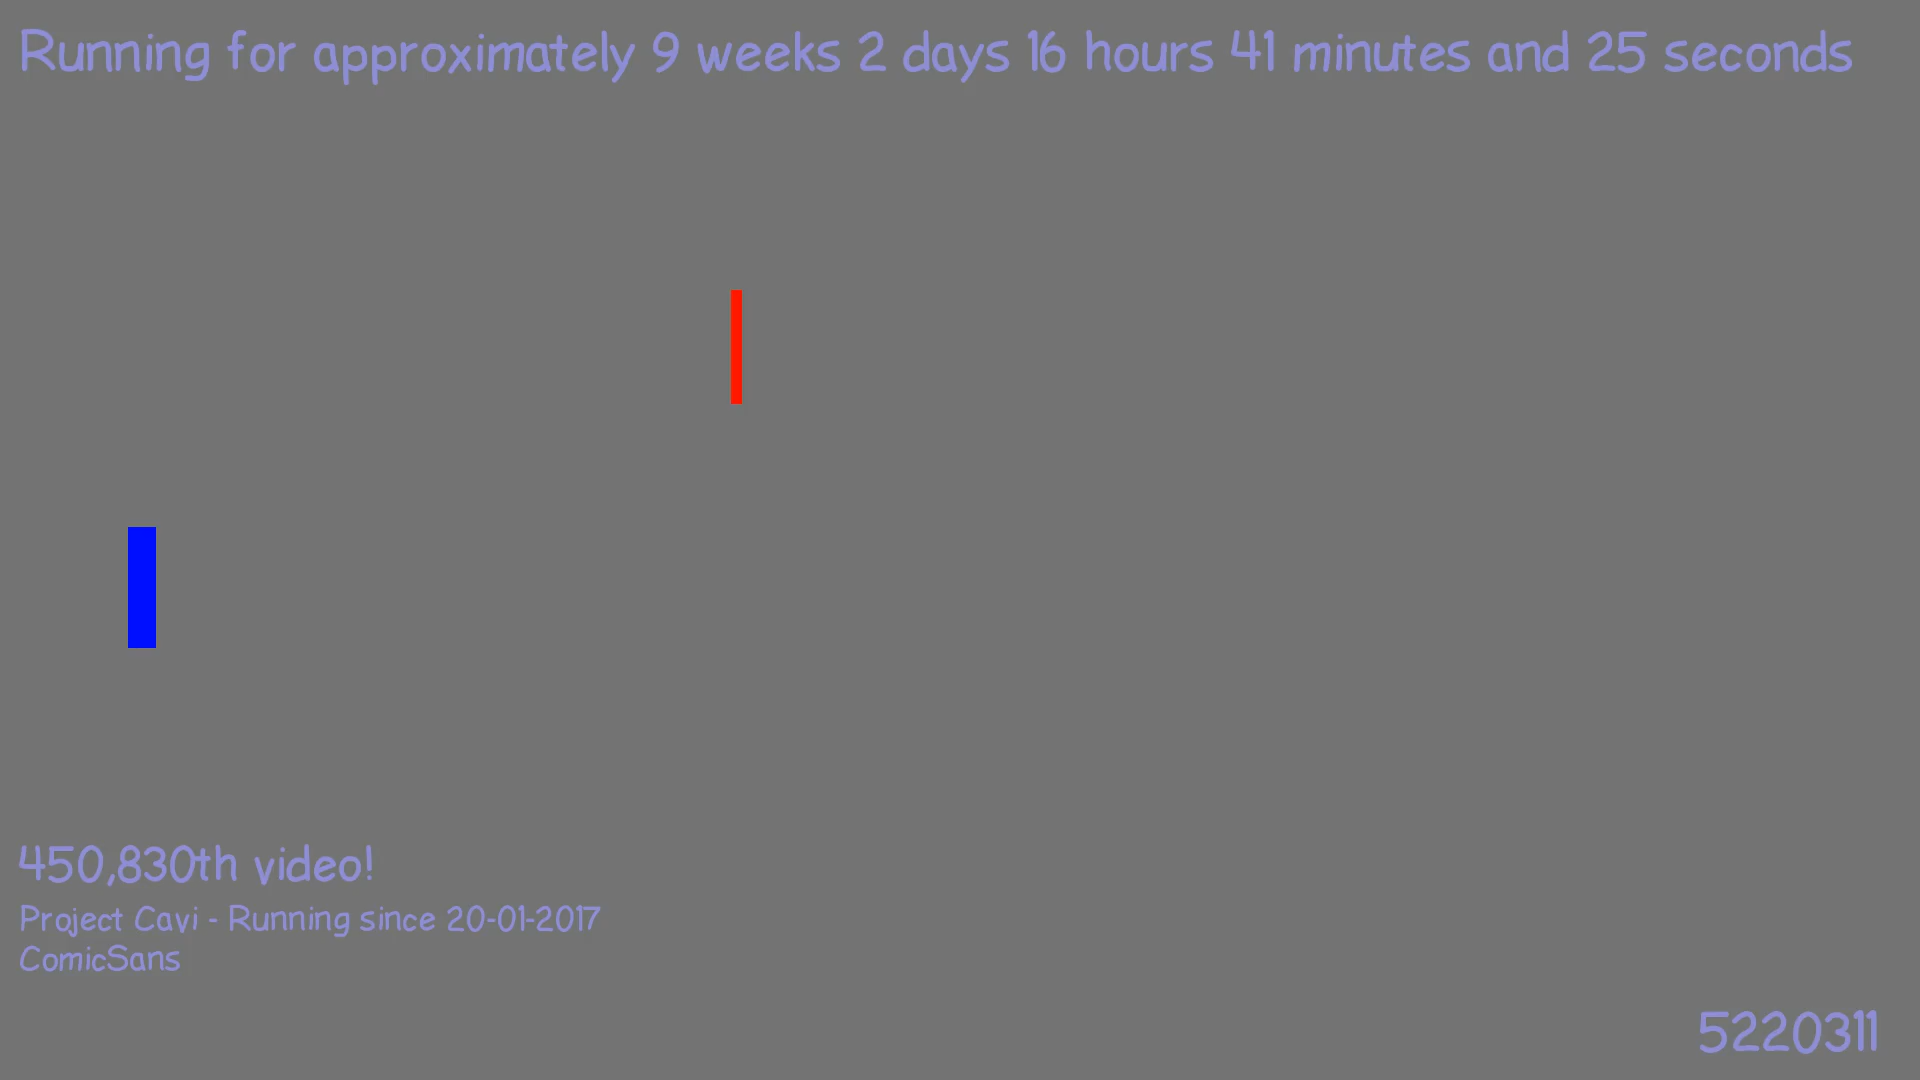 Running for approximately 9 weeks 2 days 16 hours 41 minutes and 25 seconds
450,830th video!
Project Cavi - Running since 20-01-2017
ComicSans
5220311